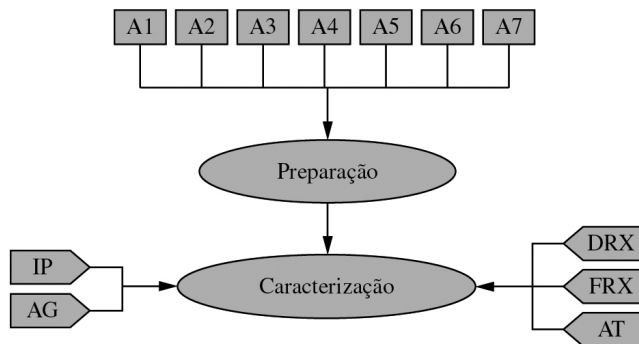 A1 A2 A3 A4 A5 A6 A7
Preparação
IP
AG
Caracterização
DRX
FRX
AT